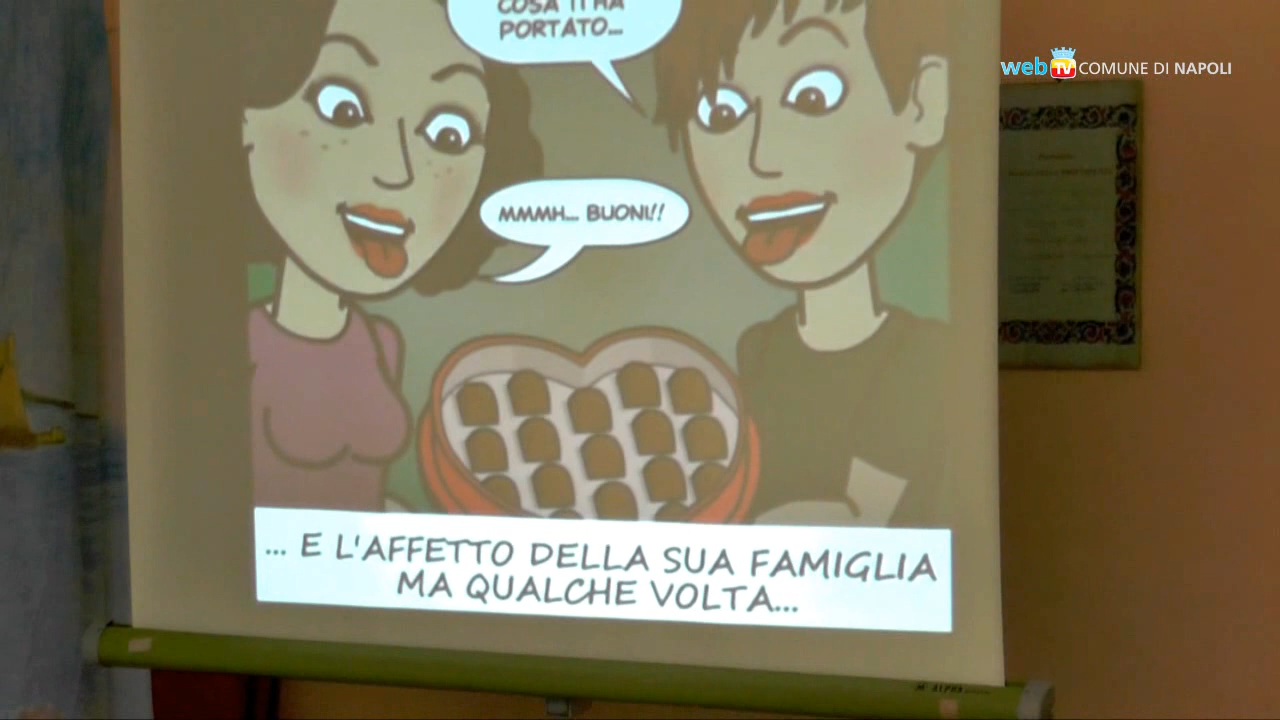 COSA TI HA
PORTATO...
web TV COMUNE DI NAPOLI
MMMH... BUONI!!
... E L'AFFETTO DELLA SUA FAMIGLIA
MA QUALCHE VOLTA...